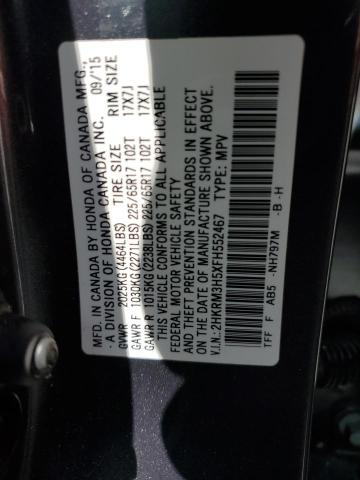 MFD. IN CANADA BY HONDA OF CANADA MFG.,
- A DIVISION OF HONDA CANADA INC. 09/15
TIRE SIZE RIM SIZE
GVWR 2025KG(4464LBS)
GAWR F 1030KG(2271LBS) 225/65R17 102T 17X7J
GAWR R 1015KG(2238LBS) 225/65R17 102T 17X7J
THIS VEHICLE CONFORMS TO ALL APPLICABLE
FEDERAL MOTOR VEHICLE SAFETY
AND THEFT PREVENTION STANDARDS IN EFFECT
ON THE DATE OF MANUFACTURE SHOWN ABOVE.
V.I.N.: 2HKRM3H5XFH552467 TYPE: MPV
TFF F AB5 -NH797M -B -H